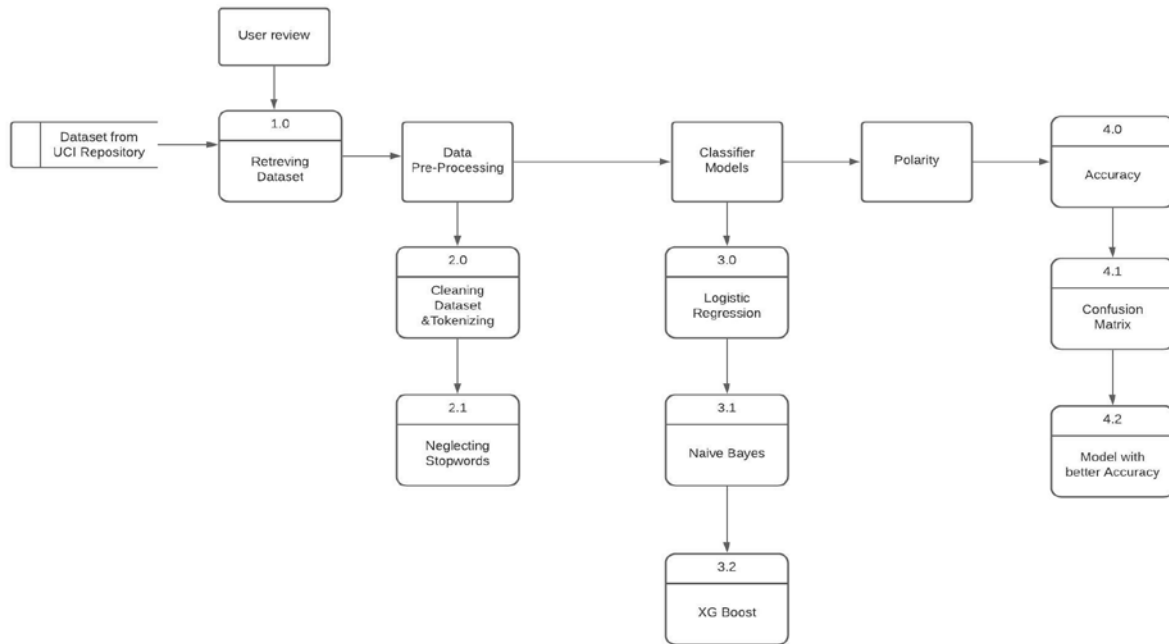 User review
Dataset from
UCI Repository
1.0
Retreving
Dataset
Data
Pre-Processing
Classifier
Models
Polarity
4.0
Accuracy
2.0
Cleaning
Dataset
&Tokenizing
3.0
Logistic
Regression
4.1
Confusion
Matrix
2.1
Neglecting
Stopwords
3.1
Naive Bayes
4.2
Model with
better Accuracy
3.2
XG Boost